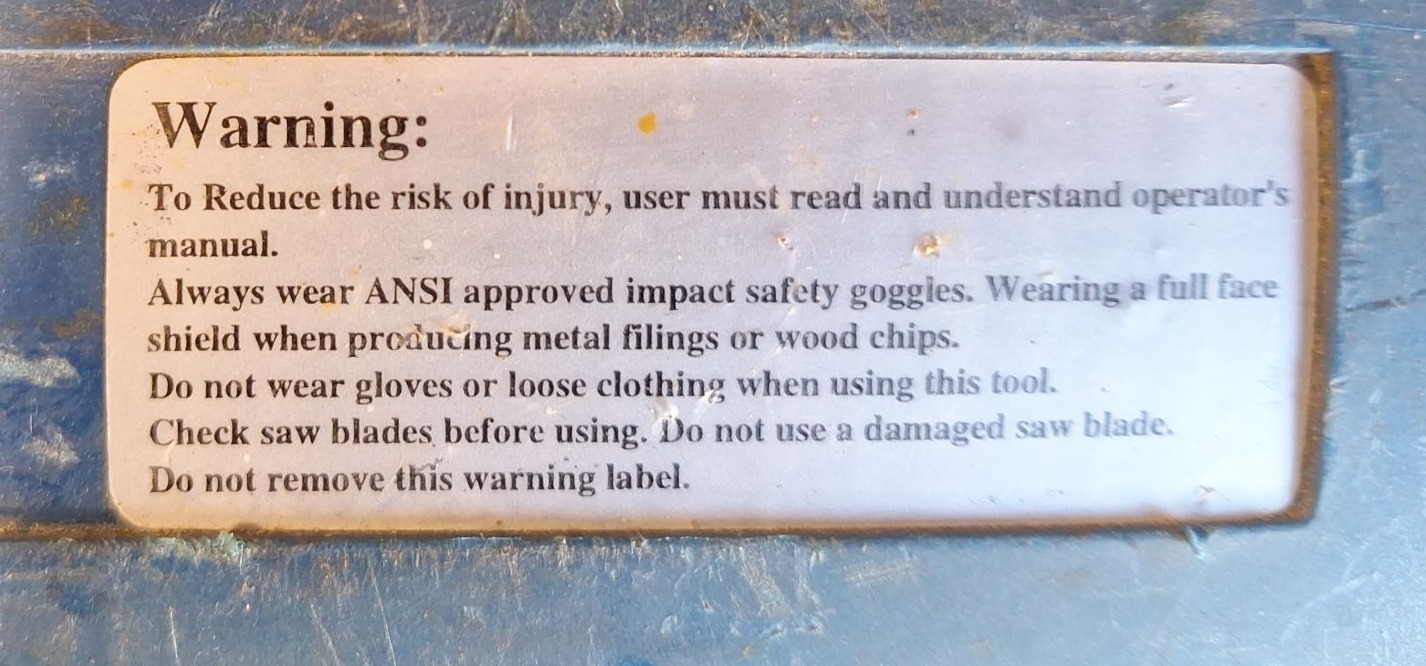 Warning:
To Reduce the risk of injury, user must read and understand operator's
manual.
Always wear ANSI approved impact safety goggles. Wearing a full face
shield when producing metal filings or wood chips.
Do not wear gloves or loose clothing when using this tool.
Check saw blades before using. Do not use a damaged saw blade.
Do not remove this warning label.